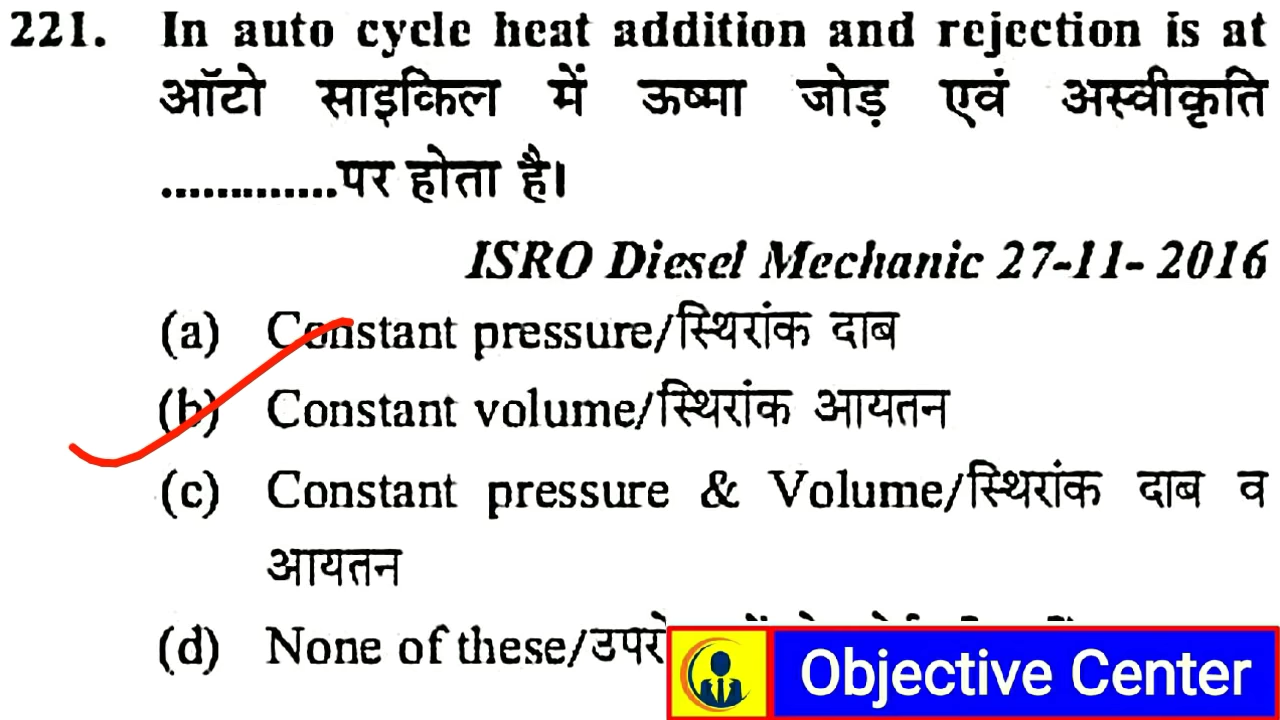 221. In auto cycle heat addition and rejection is at
ऑटो साइकिल में ऊष्मा जोड़ एवं अस्वीकृति
.............पर होता है।
ISRO Diesel Mechanic 27-11- 2016
(a) Constant pressure/स्थिरांक दाब
(b) Constant volume/स्थिरांक आयतन
(c) Constant pressure & Volume/स्थिरांक दाब व
आयतन
(d) None of these/
Objective Center